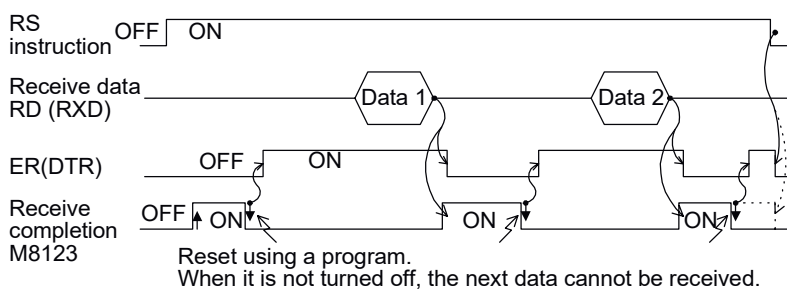 RS
instruction
OFF ON
Receive data
RD (RXD)
Data 1 Data 2
ER(DTR)
OFF ON
Receive
completion
M8123
OFF ON ON ON
Reset using a program.
When it is not turned off, the next data cannot be received.